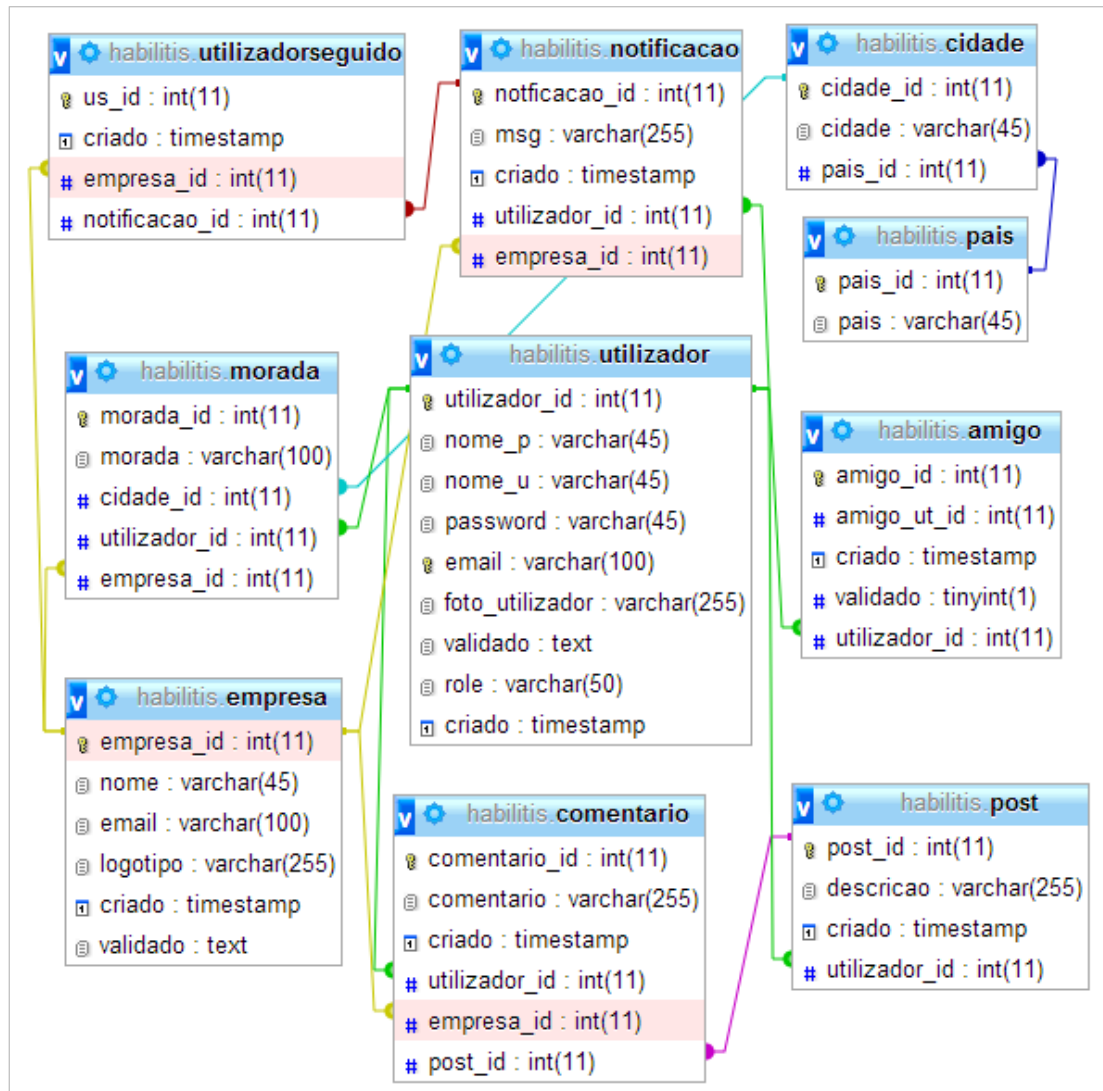 habilitis.utilizadorseguido
us_id : int(11)
criado : timestamp
empresa_id : int(11)
notificacao_id : int(11)
habilitis.notificacao
notficacao_id : int(11)
msg : varchar(255)
criado : timestamp
utilizador_id : int(11)
empresa_id : int(11)
habilitis.cidade
cidade_id : int(11)
cidade : varchar(45)
pais_id : int(11)
habilitis.pais
pais_id : int(11)
pais : varchar(45)
habilitis.morada
morada_id : int(11)
morada : varchar(100)
cidade_id : int(11)
utilizador_id : int(11)
empresa_id : int(11)
habilitis.utilizador
utilizador_id : int(11)
nome_p : varchar(45)
nome_u : varchar(45)
password : varchar(45)
email : varchar(100)
foto_utilizador : varchar(255)
validado : text
role : varchar(50)
criado : timestamp
habilitis.amigo
amigo_id : int(11)
amigo_ut_id : int(11)
criado : timestamp
validado : tinyint(1)
utilizador_id : int(11)
habilitis.empresa
empresa_id : int(11)
nome : varchar(45)
email : varchar(100)
logotipo : varchar(255)
criado : timestamp
validado : text
habilitis.comentario
comentario_id : int(11)
comentario : varchar(255)
criado : timestamp
utilizador_id : int(11)
empresa_id : int(11)
post_id : int(11)
habilitis.post
post_id : int(11)
descricao : varchar(255)
criado : timestamp
utilizador_id : int(11)